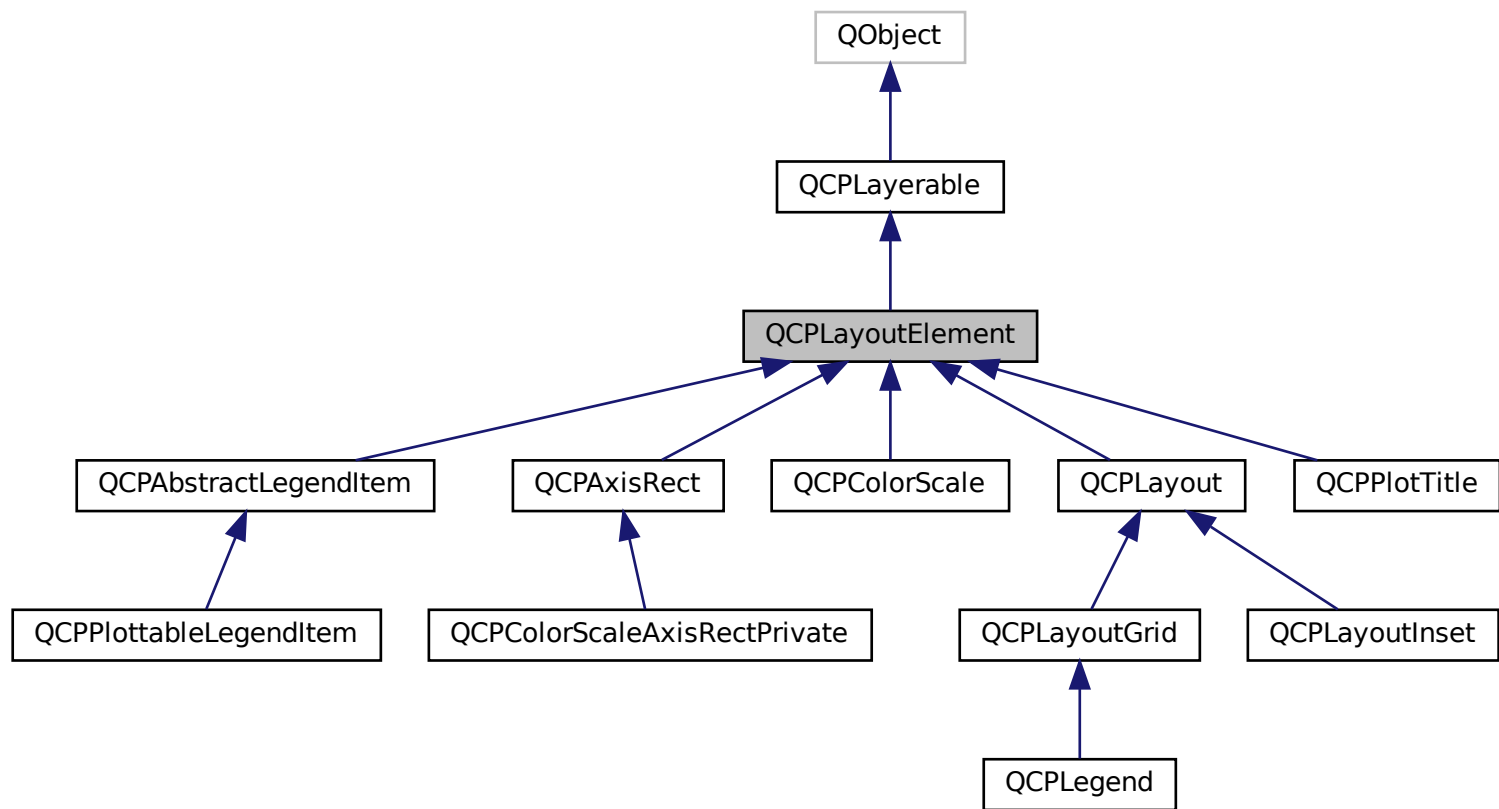 QObject
QCPLayerable
QCPLayoutElement
QCPAbstractLegendItem
QCPAxisRect
QCPColorScale
QCPLayout
QCPPlotTitle
QCPPlottableLegendItem
QCPColorScaleAxisRectPrivate
QCPLayoutGrid
QCPLayoutInset
QCPLegend